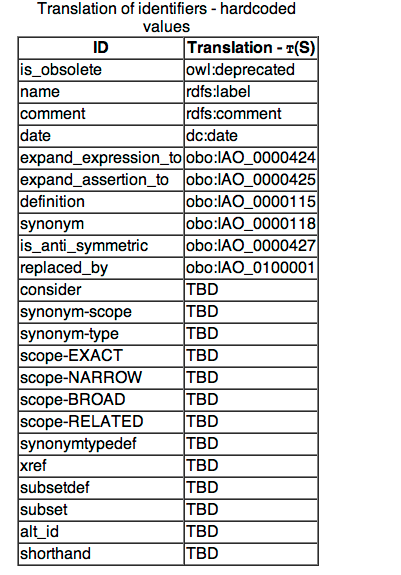 Translation of identifiers - hardcoded
values
ID Translation - τ(S)
is_obsolete owl:deprecated
name rdfs:label
comment rdfs:comment
date dc:date
expand_expression_to obo:IAO_0000424
expand_assertion_to obo:IAO_0000425
definition obo:IAO_0000115
synonym obo:IAO_0000118
is_anti_symmetric obo:IAO_0000427
replaced_by obo:IAO_0100001
consider TBD
synonym-scope TBD
synonym-type TBD
scope-EXACT TBD
scope-NARROW TBD
scope-BROAD TBD
scope-RELATED TBD
synonymtypedef TBD
xref TBD
subsetdef TBD
subset TBD
alt_id TBD
shorthand TBD